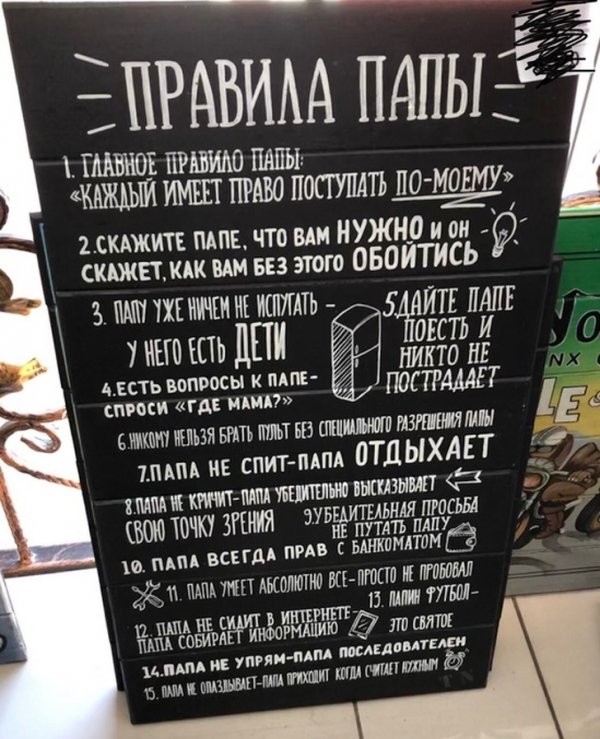 ПРАВИЛА ПАПЫ
1. ГЛАВНОЕ ПРАВИЛО ПАПЫ:
«КАЖДЫЙ ИМЕЕТ ПРАВО ПОСТУПАТЬ ПО-МОЕМУ»
2.СКАЖИТЕ ПАПЕ, ЧТО ВАМ НУЖНО И ОН
СКАЖЕТ, КАК ВАМ БЕЗ ЭТОГО ОБОЙТИСЬ
3. ПАПУ УЖЕ НИЧЕМ НЕ ИСПУГАТЬ –
У НЕГО ЕСТЬ ДЕТИ
4.ЕСТЬ ВОПРОСЫ К ПАПЕ-
СПРОСИ «ГДЕ МАМА?»
5.ДАЙТЕ ПАПЕ
ПОЕСТЬ И
НИКТО НЕ
ПОСТРАДАЕТ
6.НИКОМУ НЕЛЬЗЯ БРАТЬ ПУЛЬТ БЕЗ СПЕЦИАЛЬНОГО РАЗРЕШЕНИЯ ПАПЫ
7.ПАПА НЕ СПИТ-ПАПА ОТДЫХАЕТ
8.ПАПА НЕ КРИЧИТ-ПАПА УБЕДИТЕЛЬНО ВЫСКАЗЫВАЕТ
СВОЮ ТОЧКУ ЗРЕНИЯ
9.УБЕДИТЕЛЬНАЯ ПРОСЬБА
НЕ ПУТАТЬ ПАПУ
С БАНКОМАТОМ
10. ПАПА ВСЕГДА ПРАВ
11. ПАПА УМЕЕТ АБСОЛЮТНО ВСЕ-ПРОСТО НЕ ПРОБОВАЛ
12. ПАПА НЕ СИДИТ В ИНТЕРНЕТЕ-
ПАПА СОБИРАЕТ ИНФОРМАЦИЮ
13. ПАПИН ФУТБОЛ-
ЭТО СВЯТОЕ
14.ПАПА НЕ УПРЯМ-ПАПА ПОСЛЕДОВАТЕЛЕН
15. ПАПА НЕ ОПАЗДЫВАЕТ-ПАПА ПРИХОДИТ КОГДА СЧИТАЕТ НУЖНЫМ